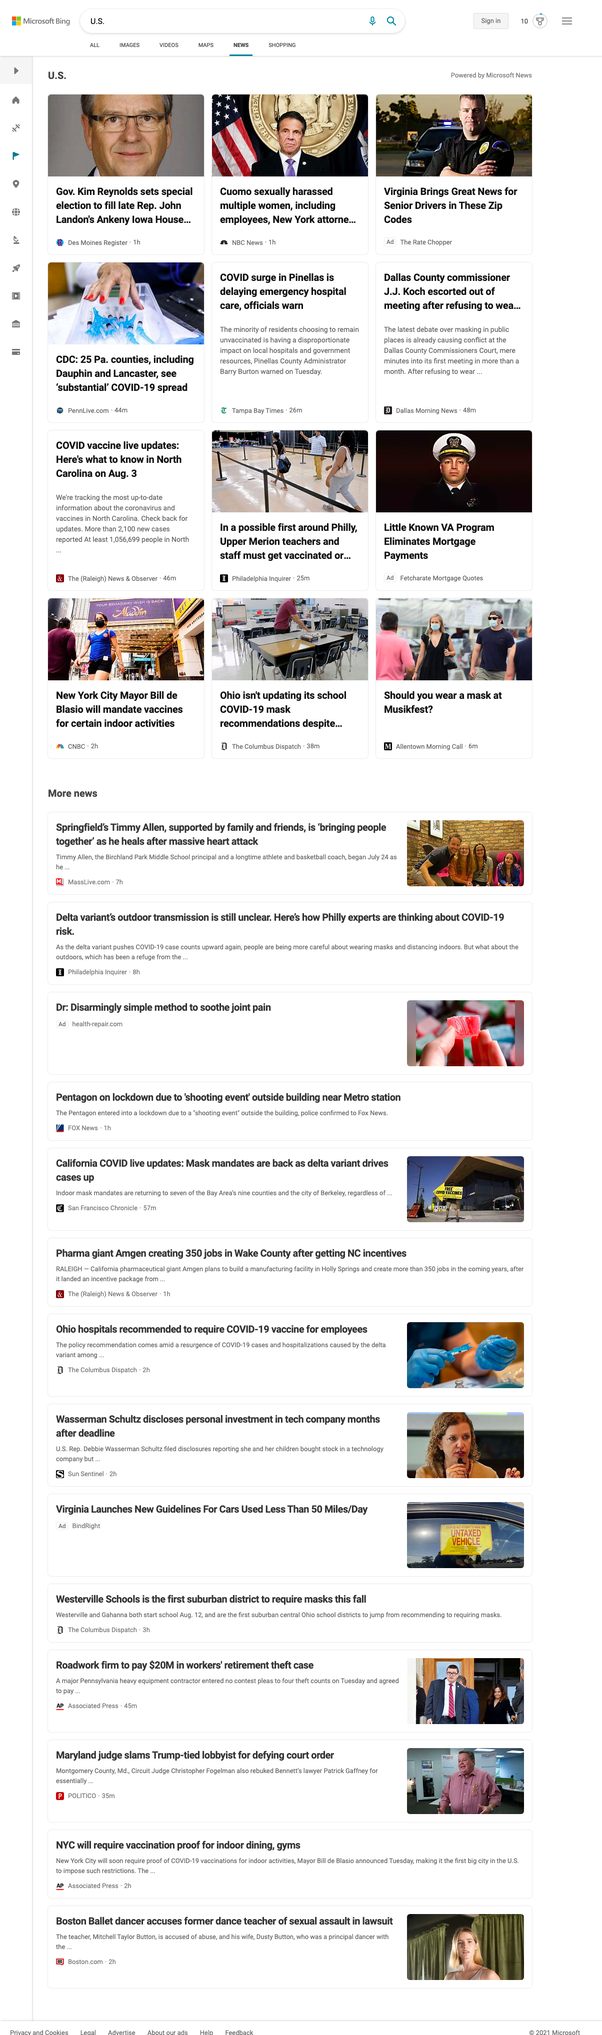 Microsoft Bing
U.S.
Sign in
10
ALL
IMAGES
VIDEOS
MAPS
NEWS
SHOPPING
U.S.
Powered by Microsoft News
Gov. Kim Reynolds sets special
election to fill late Rep. John
Landon's Ankeny Iowa House...
Des Moines Register · 1h
Cuomo sexually harassed
multiple women, including
employees, New York attorne...
NBC News · 1h
Virginia Brings Great News for
Senior Drivers in These Zip
Codes
Ad The Rate Chopper
CDC: 25 Pa. counties, including
Dauphin and Lancaster, see
‘substantial’ COVID-19 spread
PennLive.com · 44m
COVID surge in Pinellas is
delaying emergency hospital
care, officials warn
The minority of residents choosing to remain
unvaccinated is having a disproportionate
impact on local hospitals and government
resources, Pinellas County Administrator
Barry Burton warned on Tuesday.
Tampa Bay Times · 26m
Dallas County commissioner
J.J. Koch escorted out of
meeting after refusing to wea...
The latest debate over masking in public
places is already causing conflict at the
Dallas County Commissioners Court, mere
minutes into its first meeting in more than a
month. After refusing to wear ...
Dallas Morning News · 48m
COVID vaccine live updates:
Here's what to know in North
Carolina on Aug. 3
We're tracking the most up-to-date
information about the coronavirus and
vaccines in North Carolina. Check back for
updates. More than 2,100 new cases
reported At least 1,056,699 people in North
...
The (Raleigh) News & Observer · 46m
In a possible first around Philly,
Upper Merion teachers and
staff must get vaccinated or...
Philadelphia Inquirer · 25m
Little Known VA Program
Eliminates Mortgage
Payments
Ad Fetcharate Mortgage Quotes
Aladdin
New York City Mayor Bill de
Blasio will mandate vaccines
for certain indoor activities
CNBC · 2h
Ohio isn't updating its school
COVID-19 mask
recommendations despite...
The Columbus Dispatch · 38m
Should you wear a mask at
Musikfest?
Allentown Morning Call · 6m
More news
Springfield's Timmy Allen, supported by family and friends, is 'bringing people
together' as he heals after massive heart attack
Timmy Allen, the Birchland Park Middle School principal and a longtime athlete and basketball coach, began July 24 as
he ...
MassLive.com · 7h
Delta variant's outdoor transmission is still unclear. Here's how Philly experts are thinking about COVID-19
risk.
As the delta variant pushes COVID-19 case counts upward again, people are being more careful about wearing masks and distancing indoors. But what about the
outdoors, which has been a refuge from the ...
Philadelphia Inquirer · 8h
Dr: Disarmingly simple method to soothe joint pain
Ad health-repair.com
Pentagon on lockdown due to 'shooting event' outside building near Metro station
The Pentagon entered into a lockdown due to a "shooting event" outside the building, police confirmed to Fox News.
FOX News · 1h
California COVID live updates: Mask mandates are back as delta variant drives
cases up
Indoor mask mandates are returning to seven of the Bay Area's nine counties and the city of Berkeley, regardless of ...
San Francisco Chronicle · 57m
FREE
COVID VACCINES
Pharma giant Amgen creating 350 jobs in Wake County after getting NC incentives
RALEIGH — California pharmaceutical giant Amgen plans to build a manufacturing facility in Holly Springs and create more than 350 jobs in the coming years, after
it landed an incentive package from ...
The (Raleigh) News & Observer · 1h
Ohio hospitals recommended to require COVID-19 vaccine for employees
The policy recommendation comes amid a resurgence of COVID-19 cases and hospitalizations caused by the delta
variant among ...
The Columbus Dispatch · 2h
Wasserman Schultz discloses personal investment in tech company months
after deadline
U.S. Rep. Debbie Wasserman Schultz filed disclosures reporting she and her children bought stock in a technology
company but ...
Sun Sentinel · 2h
Virginia Launches New Guidelines For Cars Used Less Than 50 Miles/Day
Ad BindRight
UNTAXED
VEHICLE
Westerville Schools is the first suburban district to require masks this fall
Westerville and Gahanna both start school Aug. 12, and are the first suburban central Ohio school districts to jump from recommending to requiring masks.
The Columbus Dispatch · 3h
Roadwork firm to pay $20M in workers' retirement theft case
A major Pennsylvania heavy equipment contractor entered no contest pleas to four theft counts on Tuesday and agreed
to pay ...
AP Associated Press · 45m
Maryland judge slams Trump-tied lobbyist for defying court order
Montgomery County, Md., Circuit Judge Christopher Fogelman also rebuked Bennett's lawyer Patrick Gaffney for
essentially ...
POLITICO · 35m
NYC will require vaccination proof for indoor dining, gyms
New York City will soon require proof of COVID-19 vaccinations for indoor activities, Mayor Bill de Blasio announced Tuesday, making it the first big city in the U.S.
to impose such restrictions. The ...
AP Associated Press · 2h
Boston Ballet dancer accuses former dance teacher of sexual assault in lawsuit
The teacher, Mitchell Taylor Button, is accused of abuse, and his wife, Dusty Button, who was a principal dancer with
the ...
Boston.com · 2h
Privacy and Cookies
Legal
Advertise
About our ads
Help
Feedback
© 2021 Microsoft